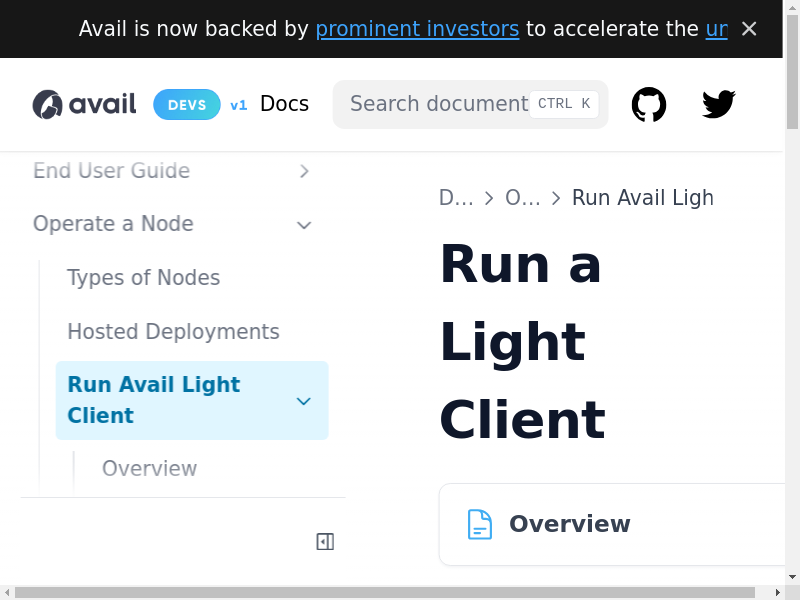 Avail is now backed by prominent investors to accelerate the ur
avail DEVS v1 Docs Search document CTRL K
End User Guide
Operate a Node
Types of Nodes
Hosted Deployments
Run Avail Light
Client
Overview
D… O… Run Avail Ligh
Run a
Light
Client
Overview